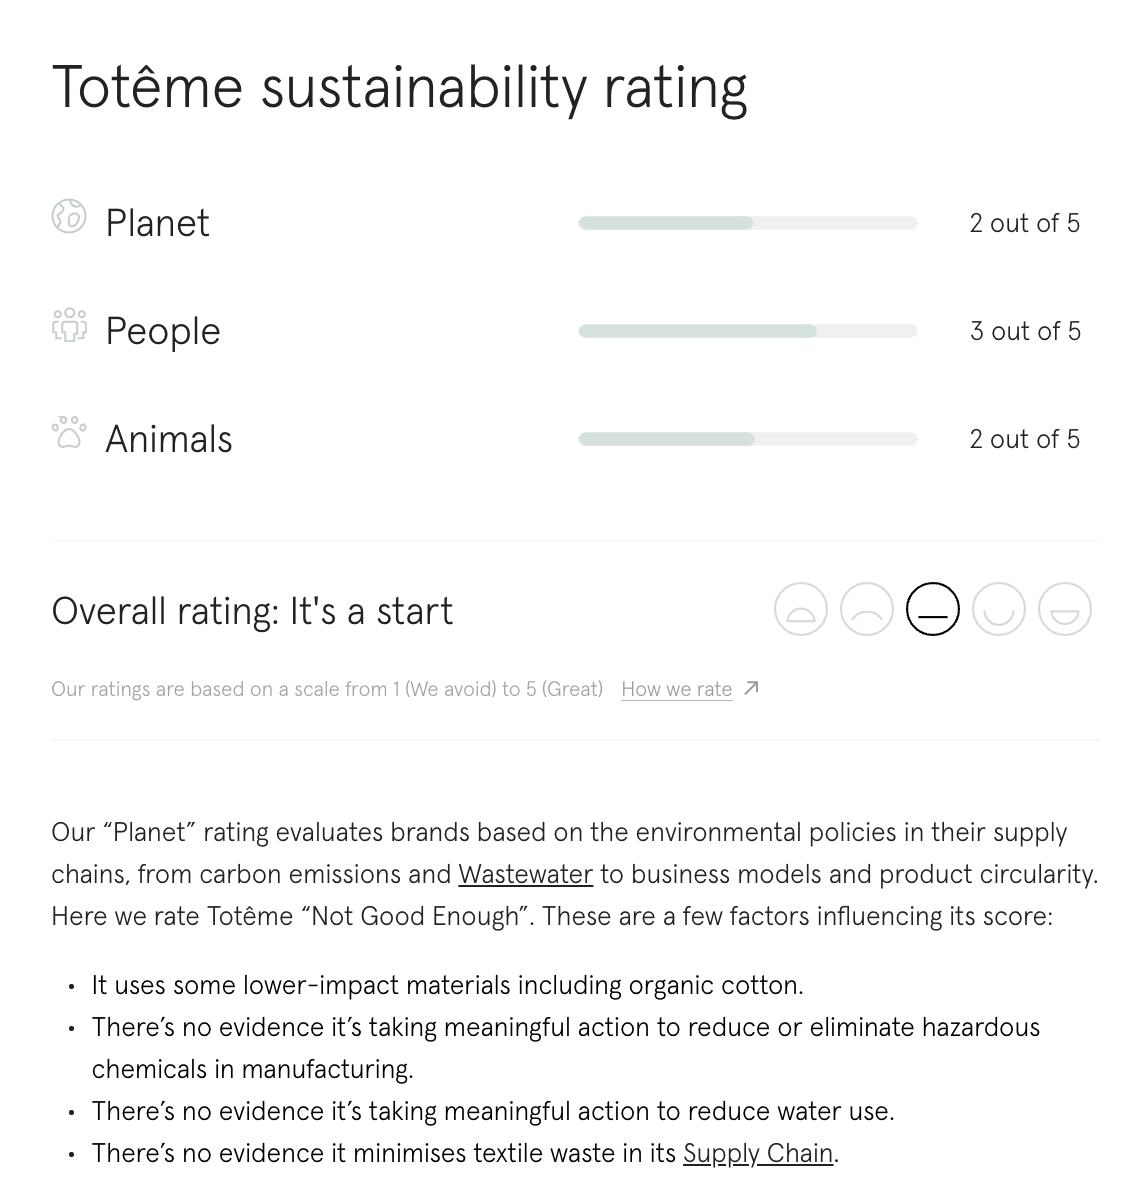 Totême sustainability rating
Planet
2 out of 5
People
3 out of 5
Animals
2 out of 5
Overall rating: It's a start
Our ratings are based on a scale from 1 (We avoid) to 5 (Great) How we rate ↗
Our “Planet” rating evaluates brands based on the environmental policies in their supply
chains, from carbon emissions and Wastewater to business models and product circularity.
Here we rate Totême “Not Good Enough”. These are a few factors influencing its score:
• It uses some lower-impact materials including organic cotton.
• There’s no evidence it’s taking meaningful action to reduce or eliminate hazardous
chemicals in manufacturing.
• There’s no evidence it’s taking meaningful action to reduce water use.
• There’s no evidence it minimises textile waste in its Supply Chain.